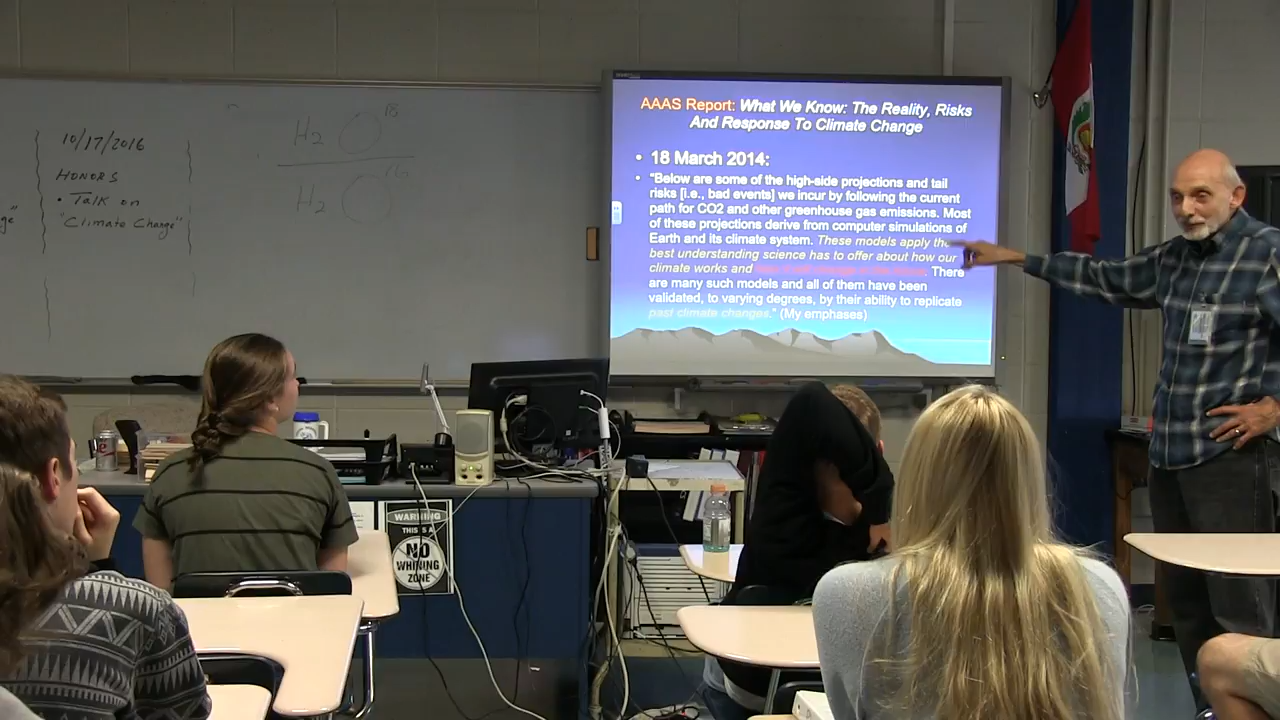 10/17/2016
HONORS
• TALK ON
"CLIMATE CHANGE"
H2 O 18
H2 O 16
AAAS Report: What We Know: The Reality, Risks
And Response To Climate Change
• 18 March 2014:
• "Below are some of the high-side projections and tail
risks [i.e., bad events] we incur by following the current
path for CO2 and other greenhouse gas emissions. Most
of these projections derive from computer simulations of
Earth and its climate system. These models apply the
best understanding science has to offer about how our
climate works and . There
are many such models and all of them have been
validated, to varying degrees, by their ability to replicate
past climate changes." (My emphases)
WARNING
THIS IS A
NO
WHINING
ZONE